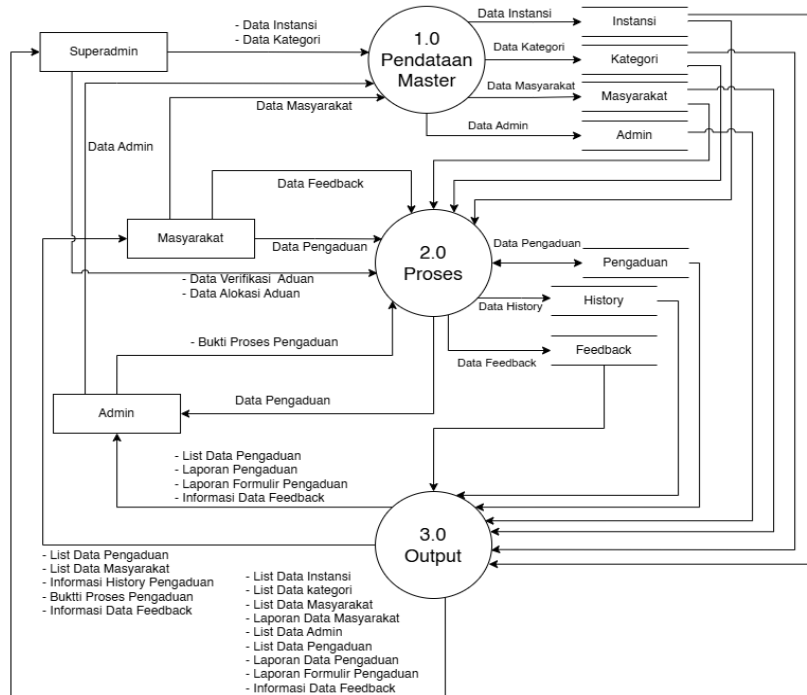 - Data Instansi
- Data Kategori
Superadmin
1.0
Pendataan
Master
Data Instansi
Instansi
Data Kategori
Kategori
Data Masyarakat
Masyarakat
Data Admin
Admin
Data Masyarakat
Data Admin
Data Feedback
Masyarakat
Data Pengaduan
2.0
Proses
- Data Verifikasi Aduan
- Data Alokasi Aduan
Data Pengaduan
Pengaduan
Data History
History
Data Feedback
Feedback
- Bukti Proses Pengaduan
Admin
Data Pengaduan
- List Data Pengaduan
- Laporan Pengaduan
- Laporan Formulir Pengaduan
- Informasi Data Feedback
3.0
Output
- List Data Pengaduan
- List Data Masyarakat
- Informasi History Pengaduan
- Buktti Proses Pengaduan
- Informasi Data Feedback
- List Data Instansi
- List Data kategori
- List Data Masyarakat
- Laporan Data Masyarakat
- List Data Admin
- List Data Pengaduan
- Laporan Data Pengaduan
- Laporan Formulir Pengaduan
- Informasi Data Feedback